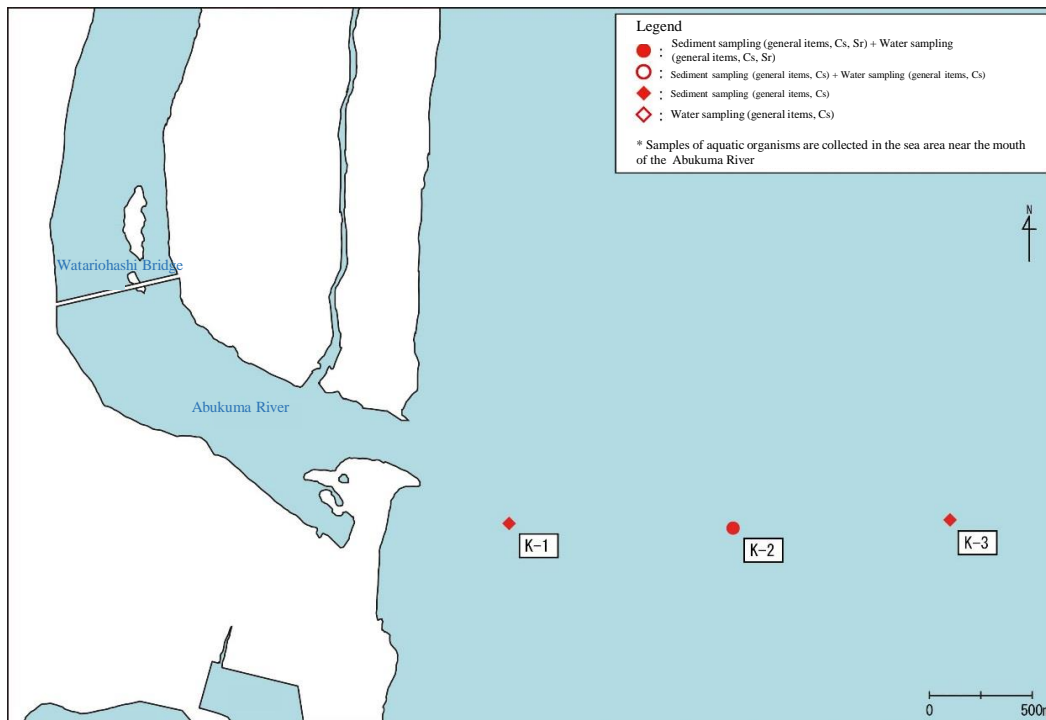 Legend
: Sediment sampling (general items, Cs, Sr) + Water sampling
(general items, Cs, Sr)
: Sediment sampling (general items, Cs) + Water sampling (general items, Cs)
: Sediment sampling (general items, Cs)
: Water sampling (general items, Cs)
* Samples of aquatic organisms are collected in the sea area near the mouth
of the Abukuma River
N
Watariohashi Bridge
Abukuma River
K-1
K-2
K-3
0 500m